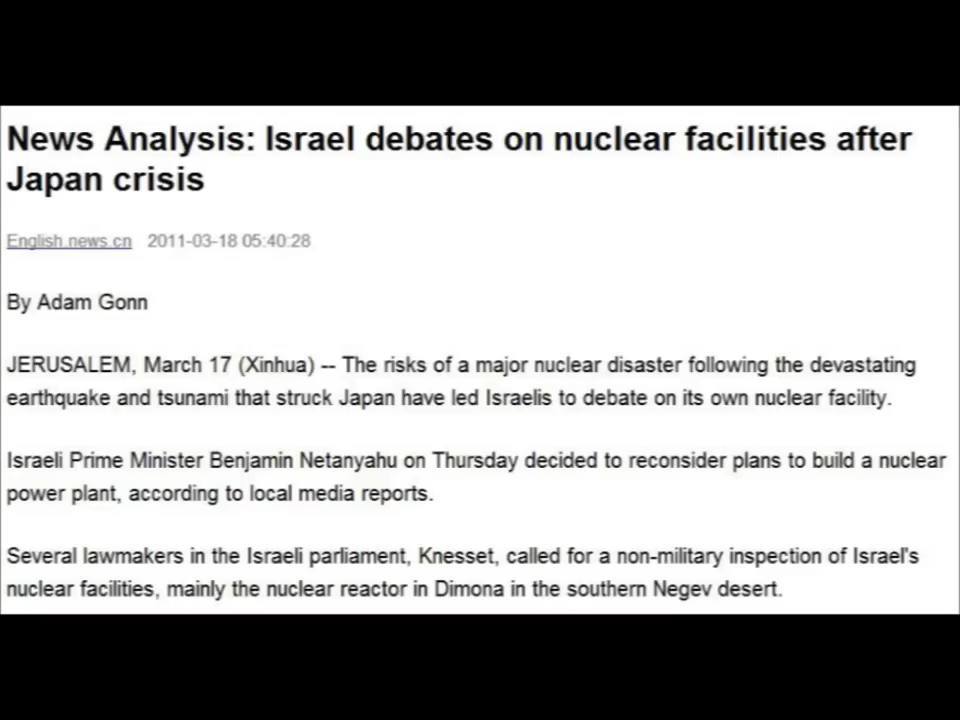 News Analysis: Israel debates on nuclear facilities after
Japan crisis
English.news.cn 2011-03-18 05:40:28
By Adam Gonn
JERUSALEM, March 17 (Xinhua) -- The risks of a major nuclear disaster following the devastating
earthquake and tsunami that struck Japan have led Israelis to debate on its own nuclear facility.
Israeli Prime Minister Benjamin Netanyahu on Thursday decided to reconsider plans to build a nuclear
power plant, according to local media reports.
Several lawmakers in the Israeli parliament, Knesset, called for a non-military inspection of Israel's
nuclear facilities, mainly the nuclear reactor in Dimona in the southern Negev desert.